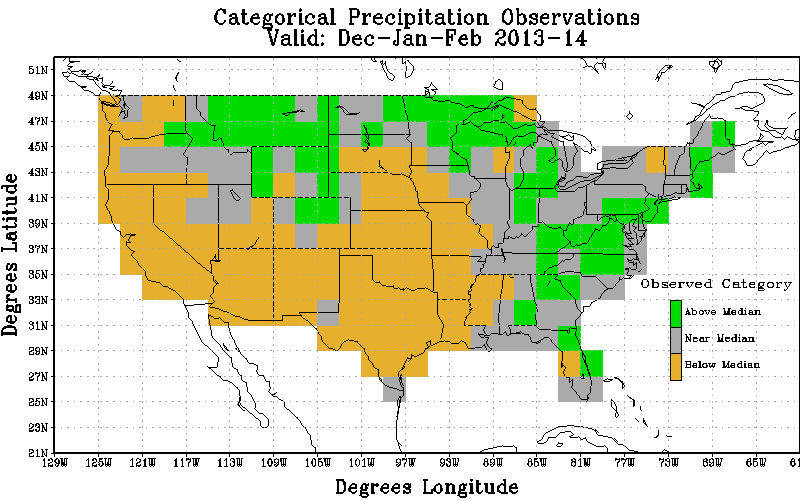 Categorical Precipitation Observations
Valid: Dec-Jan-Feb 2013-14
51N
49N
47N
45N
43N
41N
39N
37N
35N
33N
31N
29N
27N
25N
23N
21N
Degrees Latitude
Observed Category
Above Median
Near Median
Below Median
129W 125W 121W 117W 113W 109W 105W 101W 97W 93W 89W 85W 81W 77W 73W 69W 65W 61
Degrees Longitude